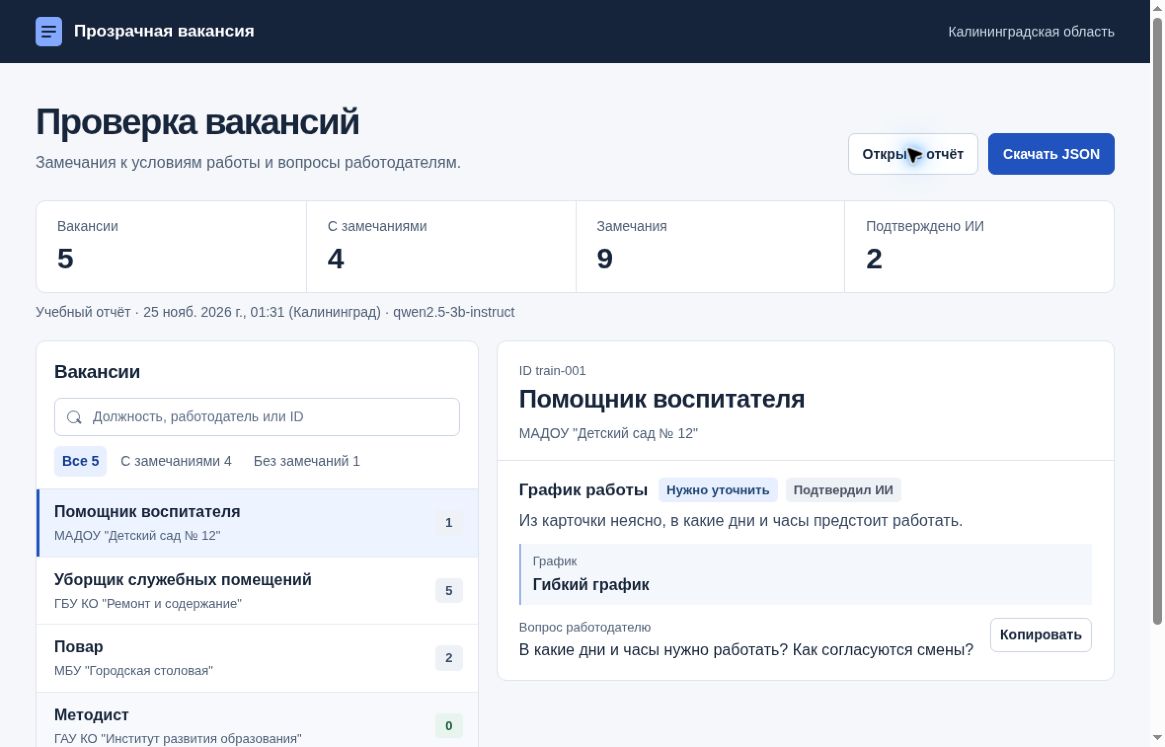 Прозрачная вакансия
Калининградская область
Проверка вакансий
Замечания к условиям работы и вопросы работодателям.
отчёт
Скачать JSON
Вакансии
5
С замечаниями
4
Замечания
9
Подтверждено ИИ
2
Учебный отчёт · 25 нояб. 2026 г., 01:31 (Калининград) · qwen2.5-3b-instruct
Вакансии
Должность, работодатель или ID
Все 5 С замечаниями 4 Без замечаний 1
Помощник воспитателя
МАДОУ "Детский сад № 12"
1
Уборщик служебных помещений
ГБУ КО "Ремонт и содержание"
5
Повар
МБУ "Городская столовая"
2
Методист
ГАУ КО "Институт развития образования"
0
ID train-001
Помощник воспитателя
МАДОУ "Детский сад № 12"
График работы Нужно уточнить Подтвердил ИИ
Из карточки неясно, в какие дни и часы предстоит работать.
График
Гибкий график
Вопрос работодателю
В какие дни и часы нужно работать? Как согласуются смены?
Копировать